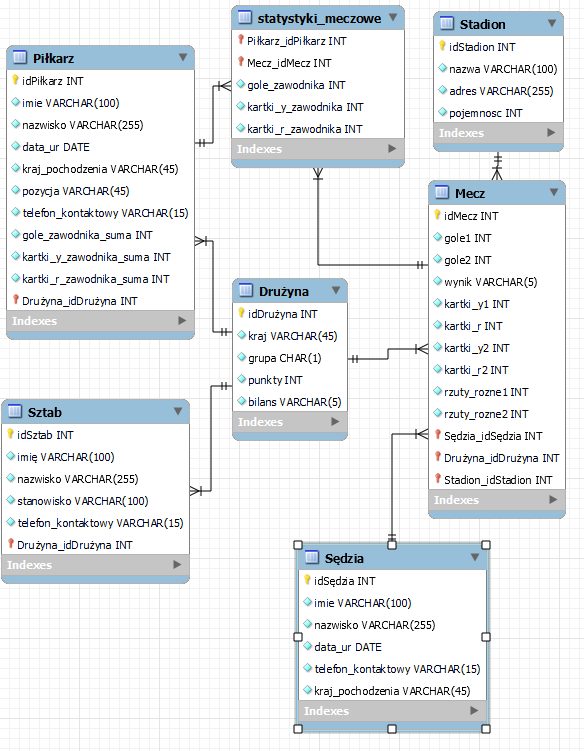 Piłkarz
idPiłkarz INT
imie VARCHAR(100)
nazwisko VARCHAR(255)
data_ur DATE
kraj_pochodzenia VARCHAR(45)
pozycja VARCHAR(45)
telefon_kontaktowy VARCHAR(15)
gole_zawodnika_suma INT
kartki_y_zawodnika_suma INT
kartki_r_zawodnika_suma INT
Drużyna_idDrużyna INT
Indexes
statystyki_meczowe
Piłkarz_idPiłkarz INT
Mecz_idMecz INT
gole_zawodnika INT
kartki_y_zawodnika INT
kartki_r_zawodnika INT
Indexes
Stadion
idStadion INT
nazwa VARCHAR(100)
adres VARCHAR(255)
pojemnosc INT
Indexes
Mecz
idMecz INT
gole1 INT
gole2 INT
wynik VARCHAR(5)
kartki_y1 INT
kartki_r INT
kartki_y2 INT
kartki_r2 INT
rzuty_rozne1 INT
rzuty_rozne2 INT
Sędzia_idSędzia INT
Drużyna_idDrużyna INT
Stadion_idStadion INT
Indexes
Drużyna
idDrużyna INT
kraj VARCHAR(45)
grupa CHAR(1)
punkty INT
bilans VARCHAR(5)
Indexes
Sztab
idSztab INT
imię VARCHAR(100)
nazwisko VARCHAR(255)
stanowisko VARCHAR(100)
telefon_kontaktowy VARCHAR(15)
Drużyna_idDrużyna INT
Indexes
Sędzia
idSędzia INT
imie VARCHAR(100)
nazwisko VARCHAR(255)
data_ur DATE
telefon_kontaktowy VARCHAR(15)
kraj_pochodzenia VARCHAR(45)
Indexes